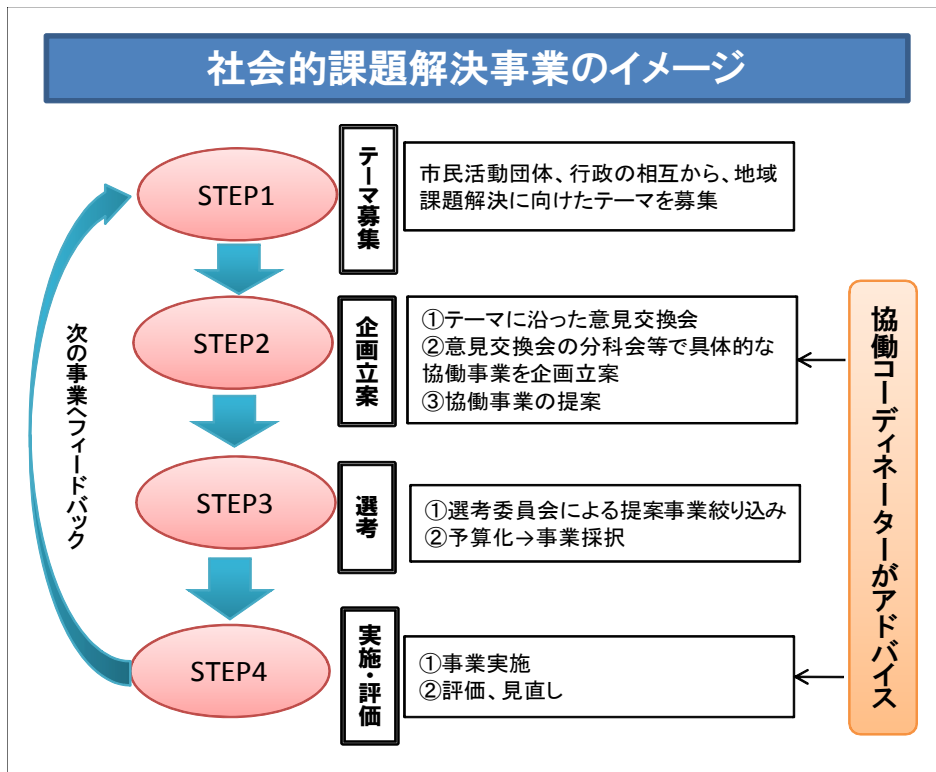 社会的課題解決事業のイメージ
STEP1
テーマ募集
市民活動団体、行政の相互から、地域
課題解決に向けたテーマを募集
STEP2
企画立案
①テーマに沿った意見交換会
②意見交換会の分科会等で具体的な
協働事業を企画立案
③協働事業の提案
STEP3
選考
①選考委員会による提案事業絞り込み
②予算化→事業採択
STEP4
実施・評価
①事業実施
②評価、見直し
次の事業へフィードバック
協働コーディネーターがアドバイス